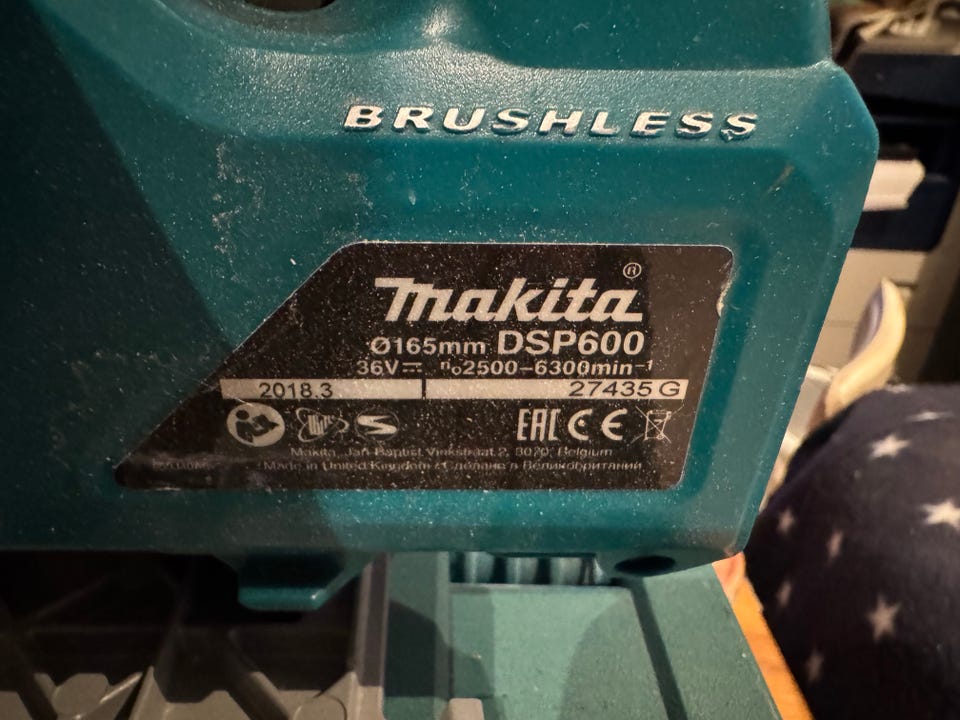 BRUSHLESS
makita®
Ø165mm DSP600
36V⎓ n₀2500-6300min⁻¹
2018.3 27435 G
EAC CE
Makita, Jan-Baptist Vinkstraat 2, 3070, Belgium
Made in United Kingdom / Сделано в Великобритании